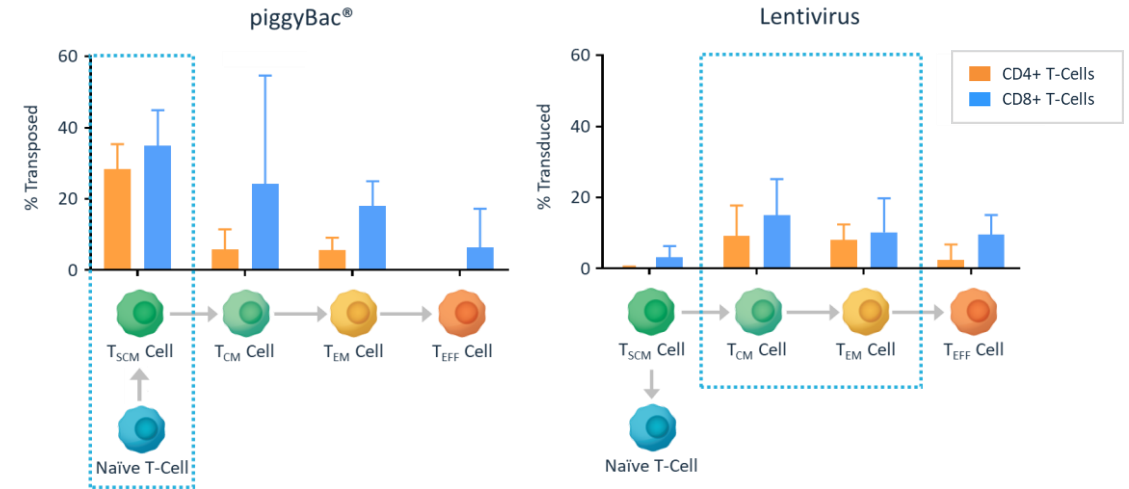 piggyBac®
Lentivirus
% Transposed
60
40
20
0
% Transduced
60
40
20
0
CD4+ T-Cells
CD8+ T-Cells
TSCM Cell
TCM Cell
TEM Cell
TEFF Cell
TSCM Cell
TCM Cell
TEM Cell
TEFF Cell
Naïve T-Cell
Naïve T-Cell